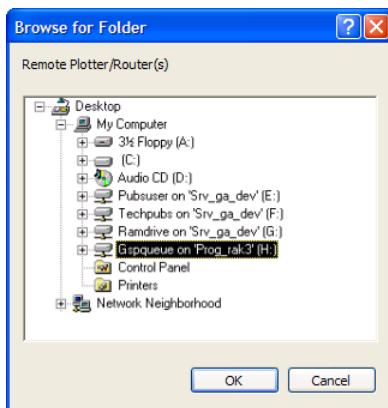 Browse for Folder
Remote Plotter/Router(s)
Desktop
My Computer
3½ Floppy (A:)
(C:)
Audio CD (D:)
Pubsuser on 'Srv_ga_dev' (E:)
Techpubs on 'Srv_ga_dev' (F:)
Ramdrive on 'Srv_ga_dev' (G:)
Gspqueue on 'Prog_rak3' (H:)
Control Panel
Printers
Network Neighborhood
OK Cancel